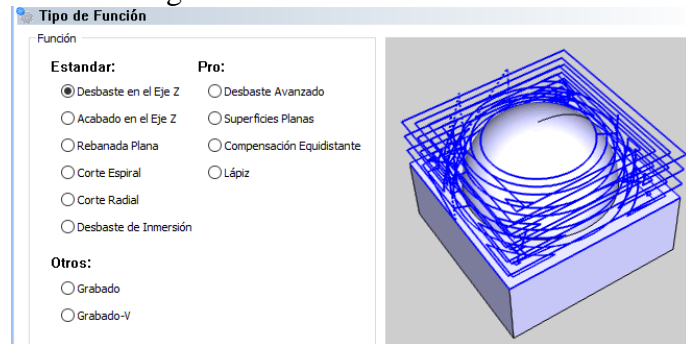 Tipo de Función
Función
Estandar:
Desbaste en el Eje Z
Acabado en el Eje Z
Rebanada Plana
Corte Espiral
Corte Radial
Desbaste de Inmersión
Pro:
Desbaste Avanzado
Superficies Planas
Compensación Equidistante
Lápiz
Otros:
Grabado
Grabado-V